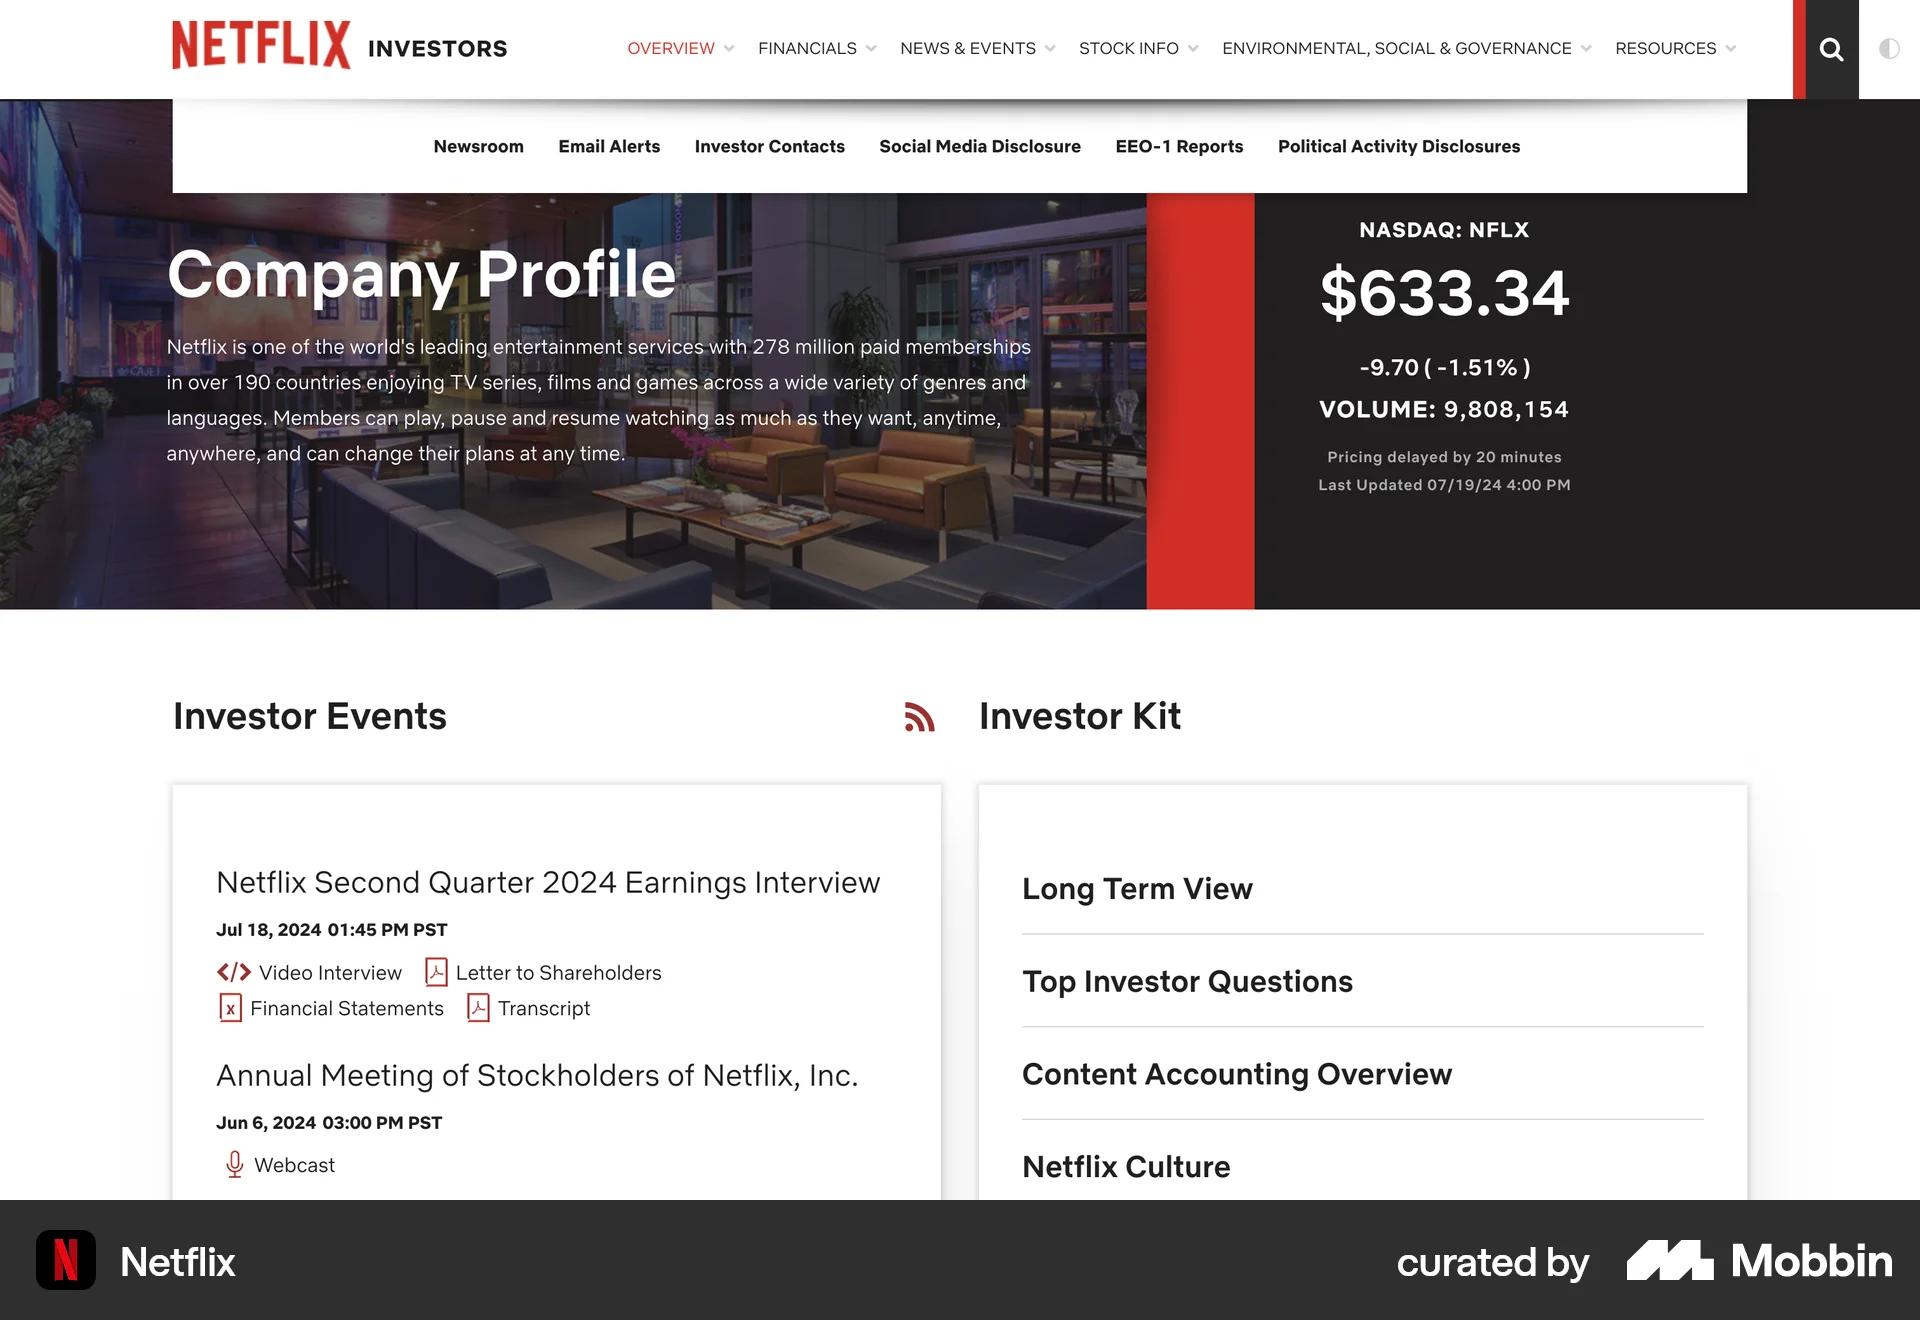 NETFLIX INVESTORS
OVERVIEW FINANCIALS NEWS & EVENTS STOCK INFO ENVIRONMENTAL, SOCIAL & GOVERNANCE RESOURCES
Newsroom Email Alerts Investor Contacts Social Media Disclosure EEO-1 Reports Political Activity Disclosures
Company Profile
Netflix is one of the world's leading entertainment services with 278 million paid memberships
in over 190 countries enjoying TV series, films and games across a wide variety of genres and
languages. Members can play, pause and resume watching as much as they want, anytime,
anywhere, and can change their plans at any time.
NASDAQ: NFLX
$633.34
-9.70 ( -1.51% )
VOLUME: 9,808,154
Pricing delayed by 20 minutes
Last Updated 07/19/24 4:00 PM
Investor Events
Netflix Second Quarter 2024 Earnings Interview
Jul 18, 2024 01:45 PM PST
Video Interview Letter to Shareholders
Financial Statements Transcript
Annual Meeting of Stockholders of Netflix, Inc.
Jun 6, 2024 03:00 PM PST
Webcast
Investor Kit
Long Term View
Top Investor Questions
Content Accounting Overview
Netflix Culture
Netflix
curated by Mobbin